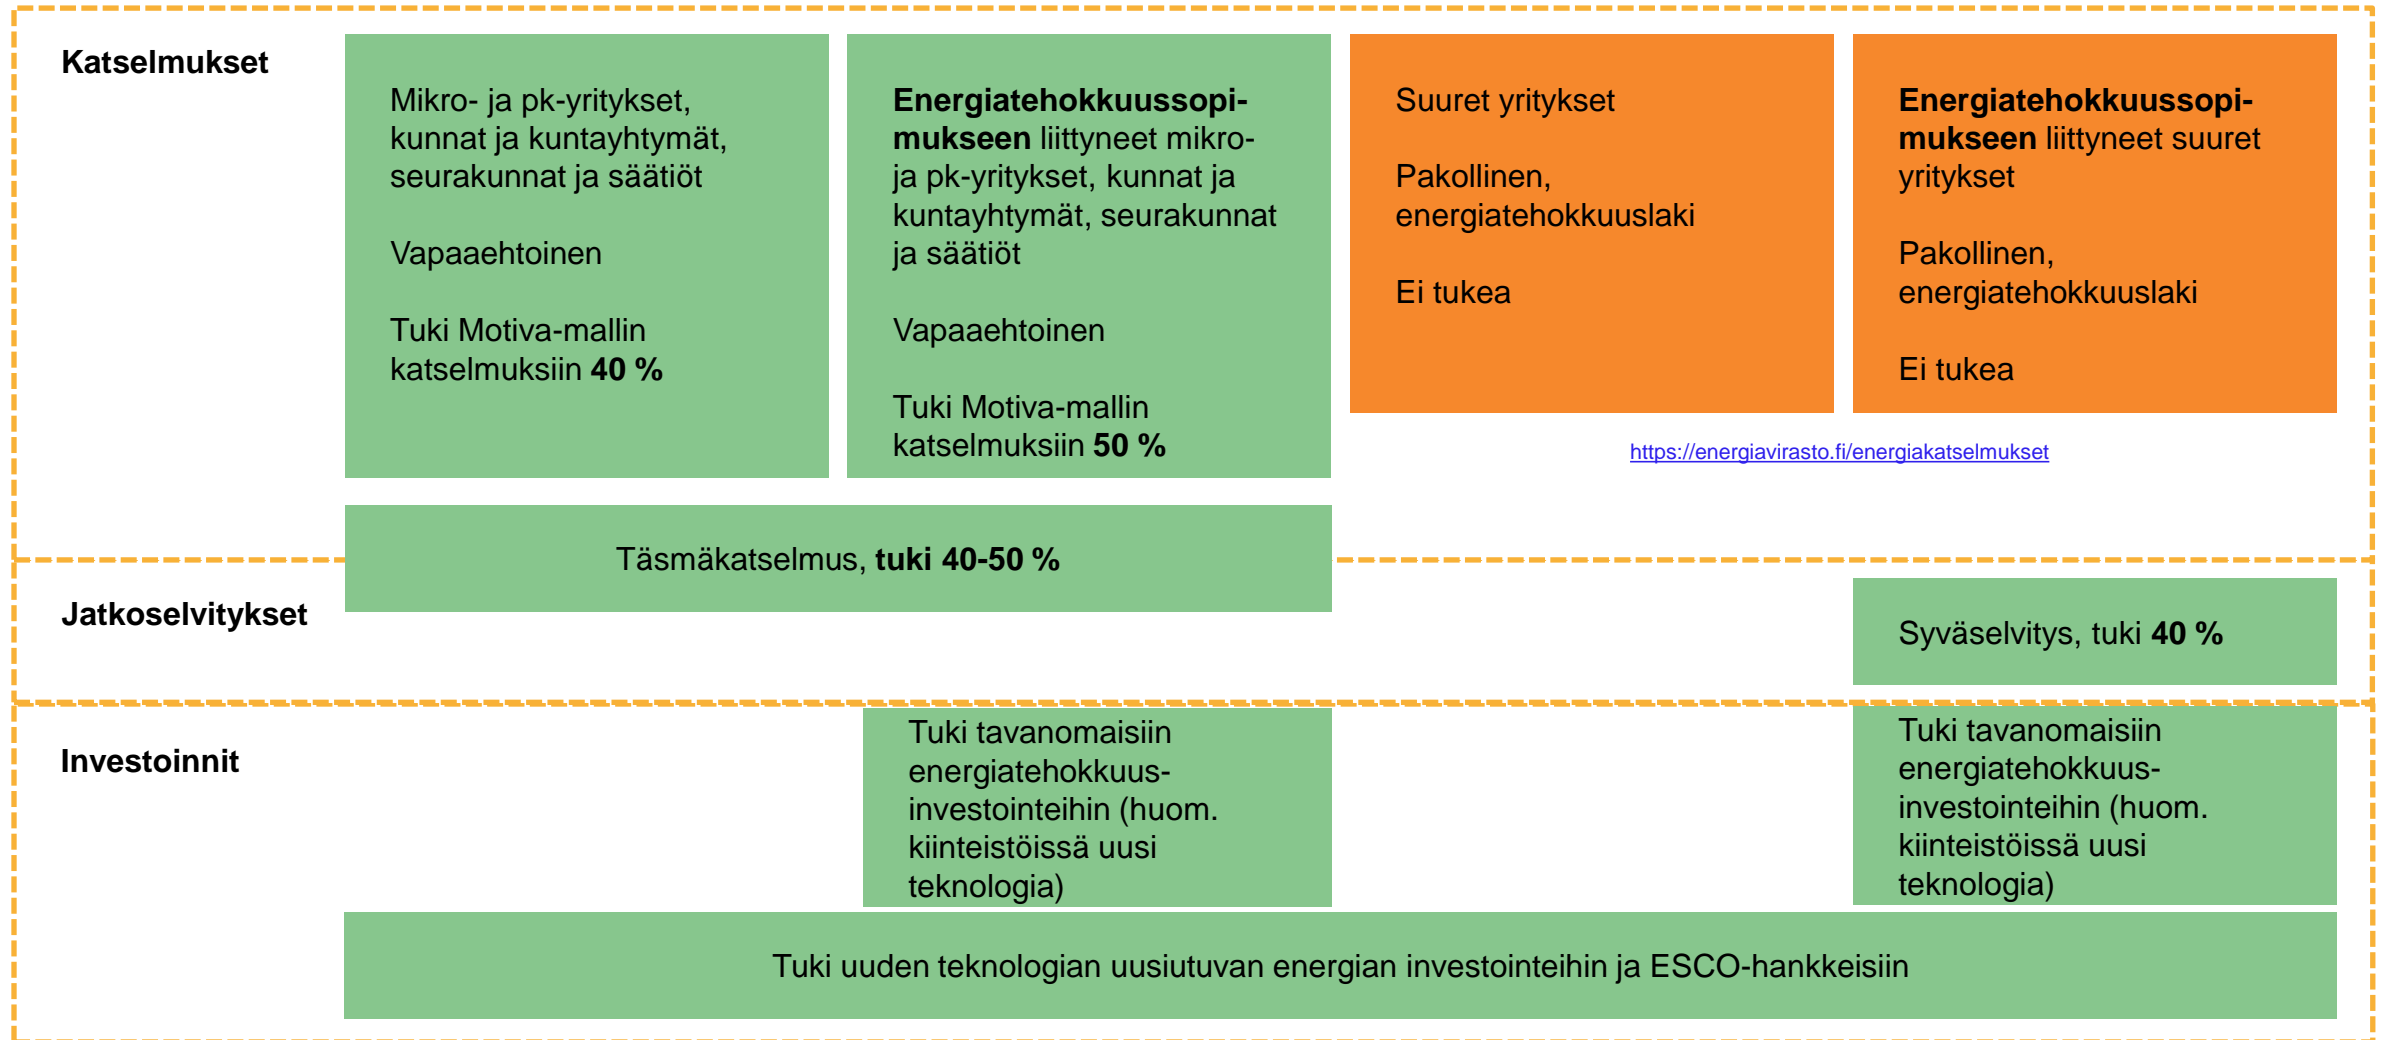 Katselmukset
Mikro- ja pk-yritykset,
kunnat ja kuntayhtymät,
seurakunnat ja säätiöt
Vapaaehtoinen
Tuki Motiva-mallin
katselmuksiin 40 %
Energiatehokkuussopi-
mukseen liittyneet mikro-
ja pk-yritykset, kunnat ja
kuntayhtymät, seurakunnat
ja säätiöt
Vapaaehtoinen
Tuki Motiva-mallin
katselmuksiin 50 %
Suuret yritykset
Pakollinen,
energiatehokkuuslaki
Ei tukea
Energiatehokkuussopi-
mukseen liittyneet suuret
yritykset
Pakollinen,
energiatehokkuuslaki
Ei tukea
https://energiavirasto.fi/energiakatselmukset
Täsmäkatselmus, tuki 40-50 %
Jatkoselvitykset
Syväselvitys, tuki 40 %
Investoinnit
Tuki tavanomaisiin
energiatehokkuus-
investointeihin (huom.
kiinteistöissä uusi
teknologia)
Tuki tavanomaisiin
energiatehokkuus-
investointeihin (huom.
kiinteistöissä uusi
teknologia)
Tuki uuden teknologian uusiutuvan energian investointeihin ja ESCO-hankkeisiin